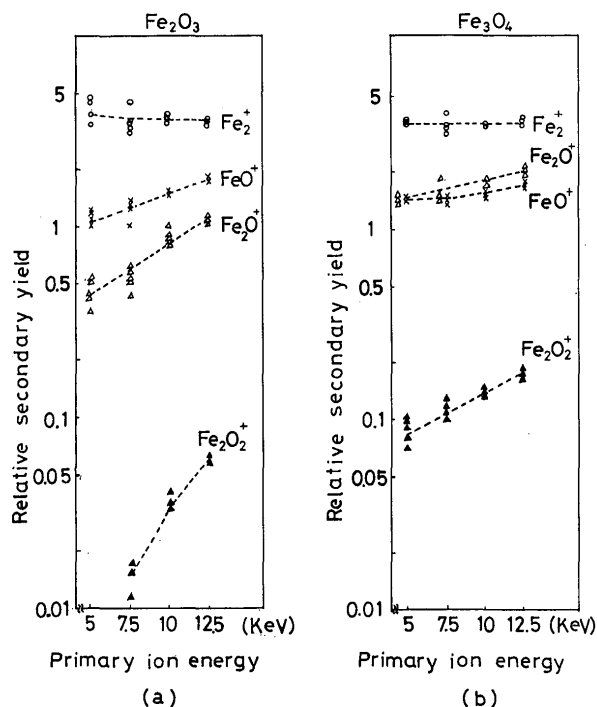 Fe₂O₃
Relative secondary yield
5
1
0.5
0.1
0.05
0.01
Fe₂⁺
FeO⁺
Fe₂O⁺
Fe₂O₂⁺
5 7.5 10 12.5 (KeV)
Primary ion energy
(a)
Fe₃O₄
Relative secondary yield
5
1
0.5
0.1
0.05
0.01
Fe₂⁺
Fe₂O⁺
FeO⁺
Fe₂O₂⁺
5 7.5 10 12.5 (KeV)
Primary ion energy
(b)